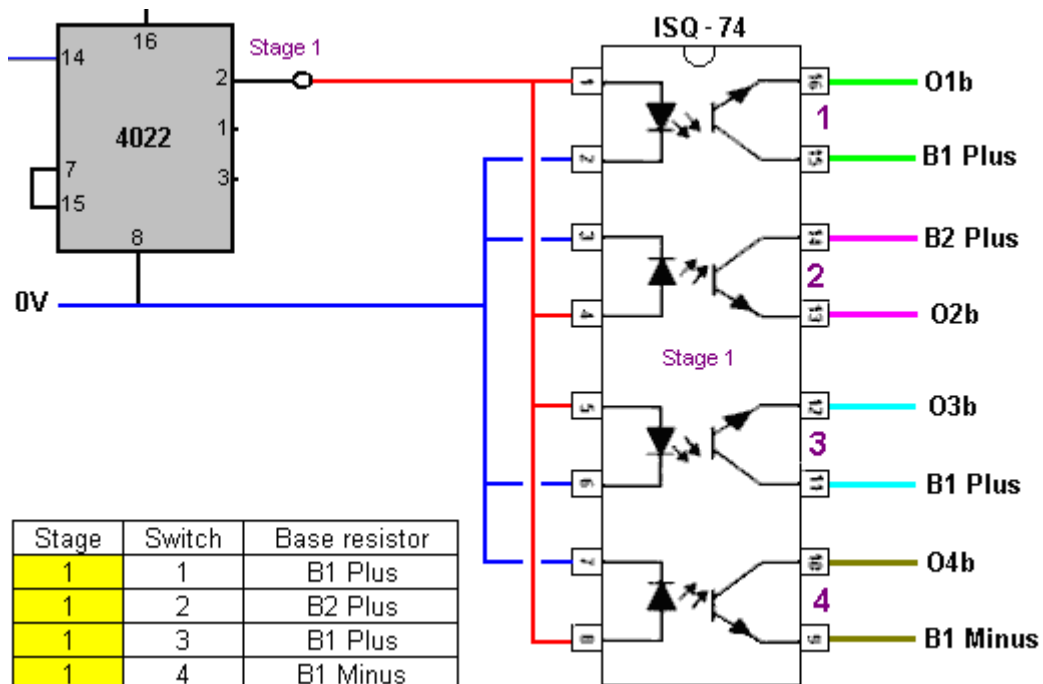 ISQ - 74
16
Stage 1
14
2
1
4022
7
3
15
8
0V
1
16
O1b
1
2
15
B1 Plus
3
14
B2 Plus
2
4
13
O2b
Stage 1
5
12
O3b
3
6
11
B1 Plus
7
10
O4b
4
8
9
B1 Minus
Stage Switch Base resistor
1 1 B1 Plus
1 2 B2 Plus
1 3 B1 Plus
1 4 B1 Minus